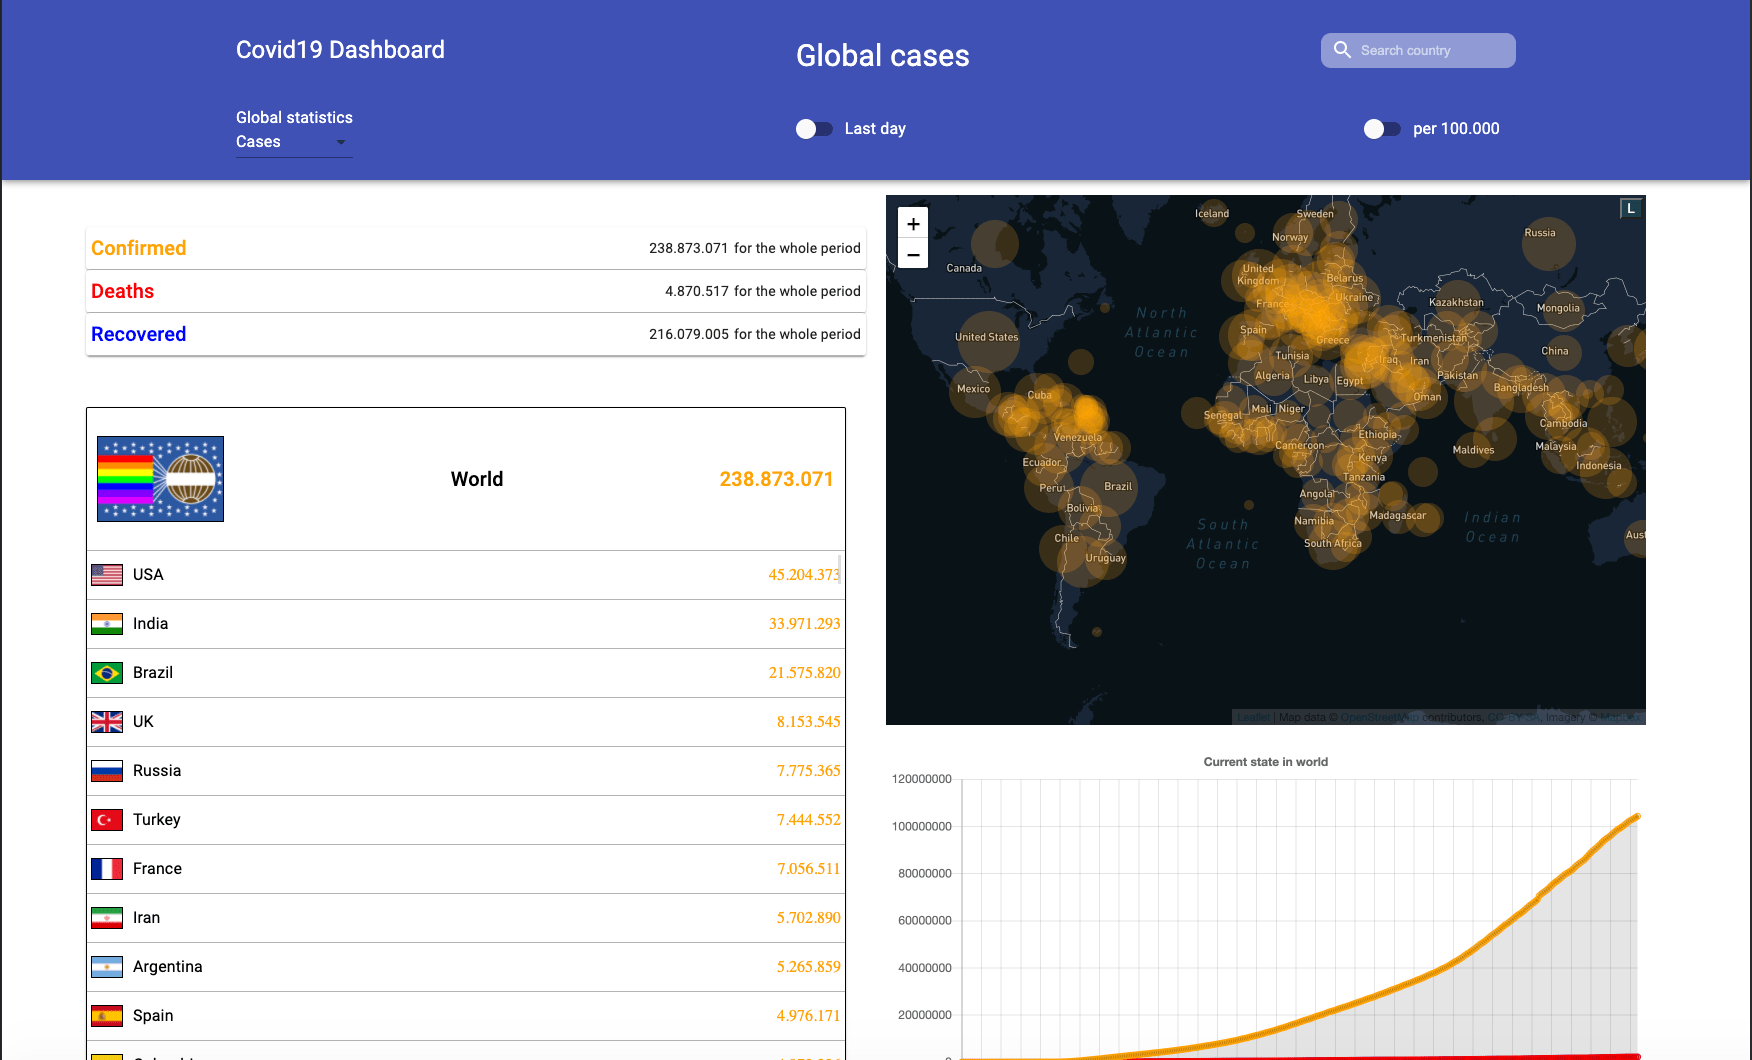 Covid19 Dashboard
Global cases
Search country
Global statistics
Cases
Last day
per 100.000
Confirmed 238.873.071 for the whole period
Deaths 4.870.517 for the whole period
Recovered 216.079.005 for the whole period
World 238.873.071
USA 45.204.373
India 33.971.293
Brazil 21.575.820
UK 8.153.545
Russia 7.775.365
Turkey 7.444.552
France 7.056.511
Iran 5.702.890
Argentina 5.265.859
Spain 4.976.171
+
−
L
Iceland
Sweden
Russia
Norway
Canada
United
Kingdom
Belarus
Ukraine
France
Kazakhstan
Mongolia
North
Atlantic
Ocean
United States
Spain
Greece
Turkmenistan
China
Tunisia
Iraq
Iran
Algeria
Libya
Egypt
Pakistan
Mexico
Bangladesh
Cuba
Oman
Senegal
Mali
Niger
Cambodia
Venezuela
Ethiopia
Cameroon
Malaysia
Maldives
Ecuador
Kenya
Indonesia
Tanzania
Peru
Brazil
Angola
Bolivia
Madagascar
Namibia
South
Atlantic
Ocean
Indian
Ocean
Chile
South Africa
Aus
Uruguay
Leaflet | Map data © OpenStreetMap contributors, CC-BY-SA, Imagery © Mapbox
Current state in world
120000000
100000000
80000000
60000000
40000000
20000000
0